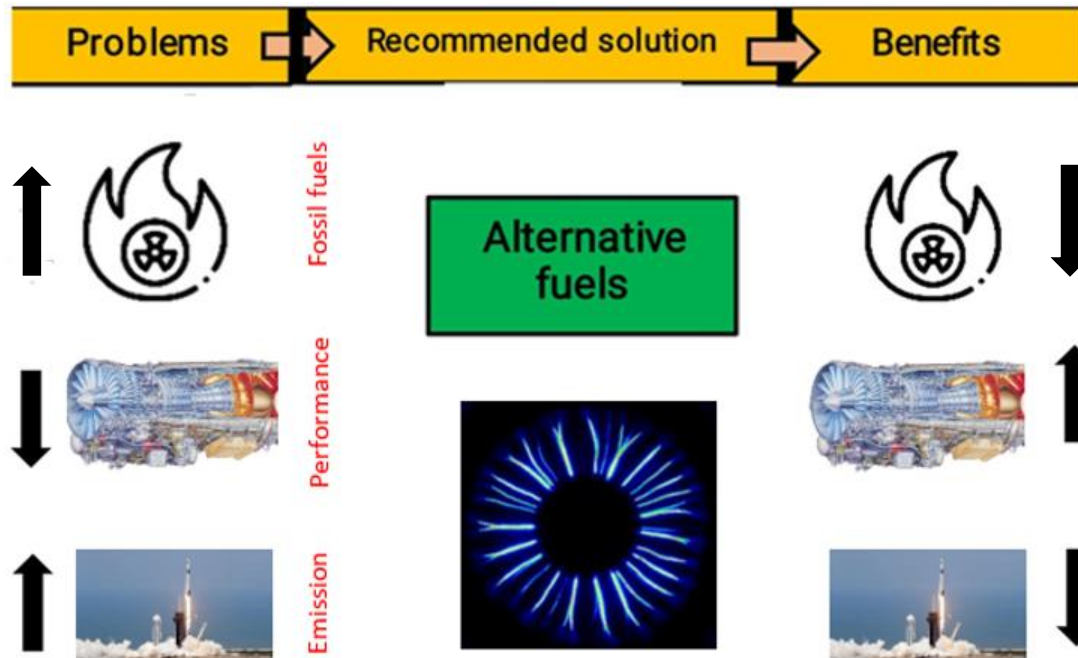 Problems
Recommended solution
Benefits
Fossil fuels
Alternative
fuels
Performance
Emission